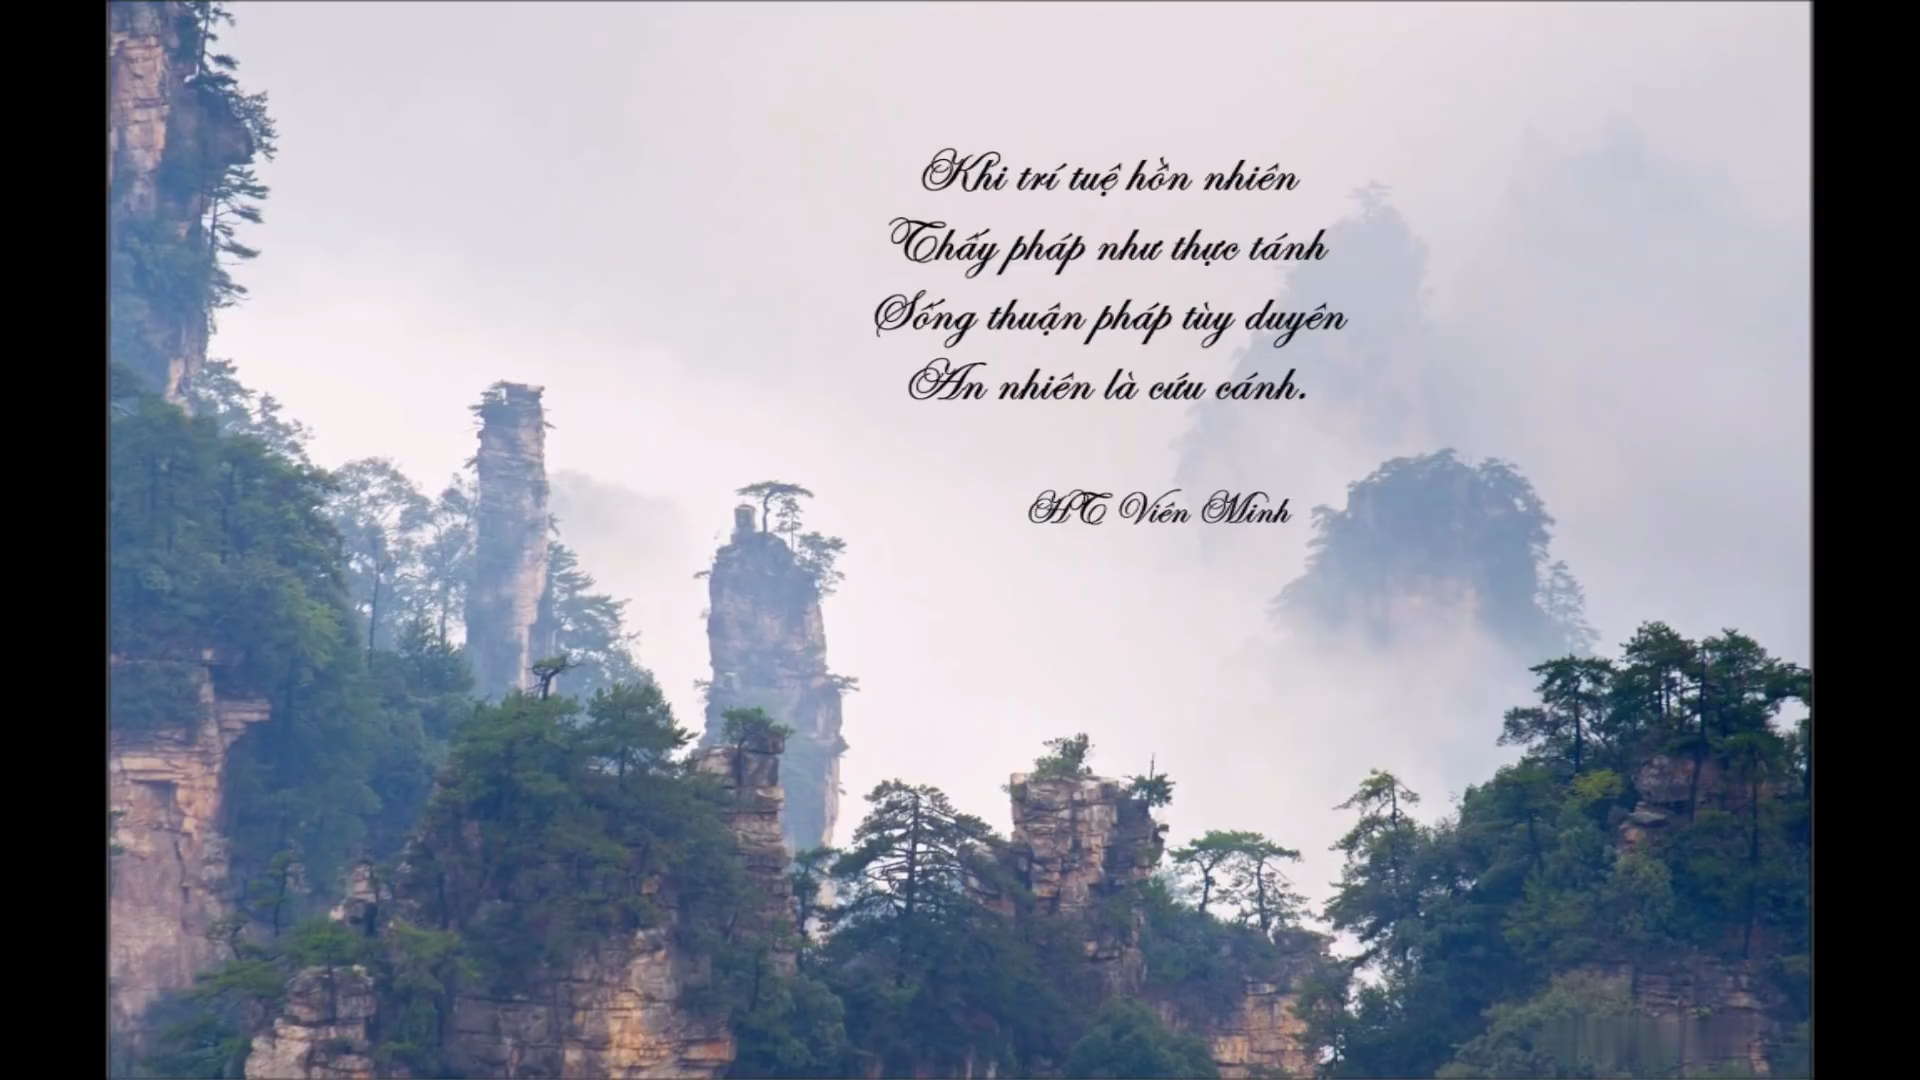 Khi trí tuệ hồn nhiên
Thấy pháp như thực tánh
Sống thuận pháp tùy duyên
An nhiên là cứu cánh.
HT Viên Minh